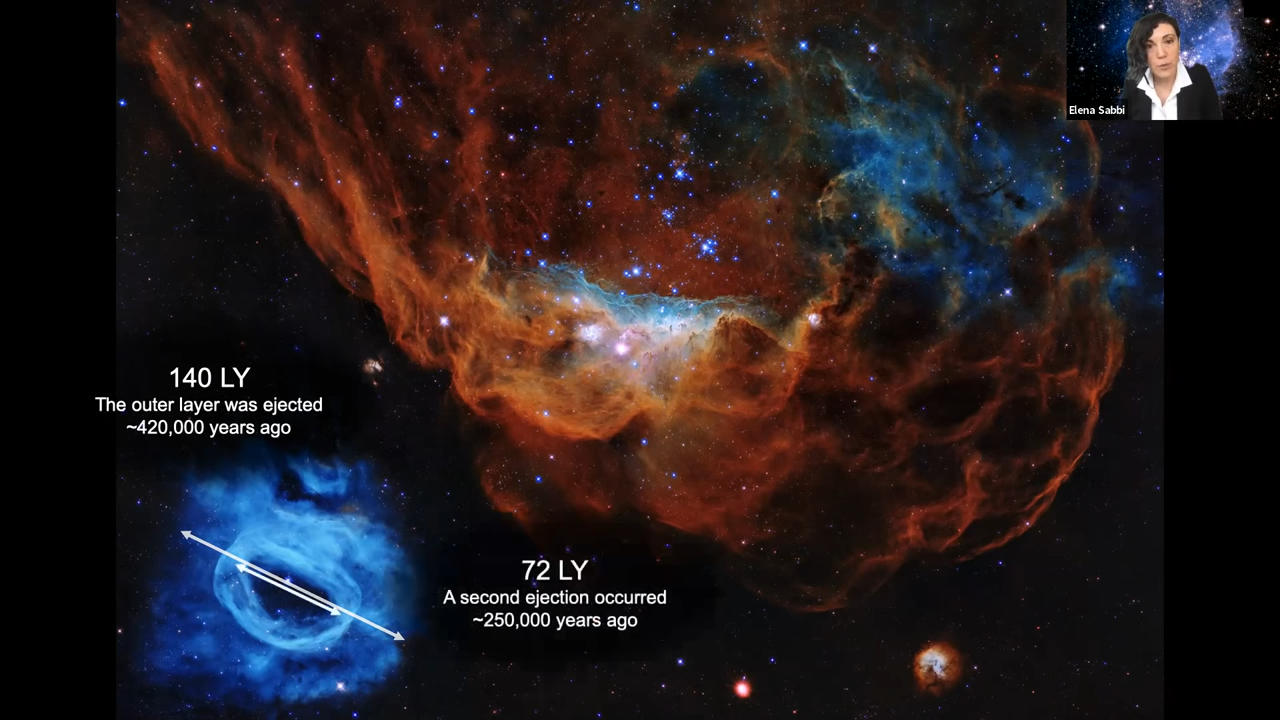 Elena Sabbi
140 LY
The outer layer was ejected
~420,000 years ago
72 LY
A second ejection occurred
~250,000 years ago